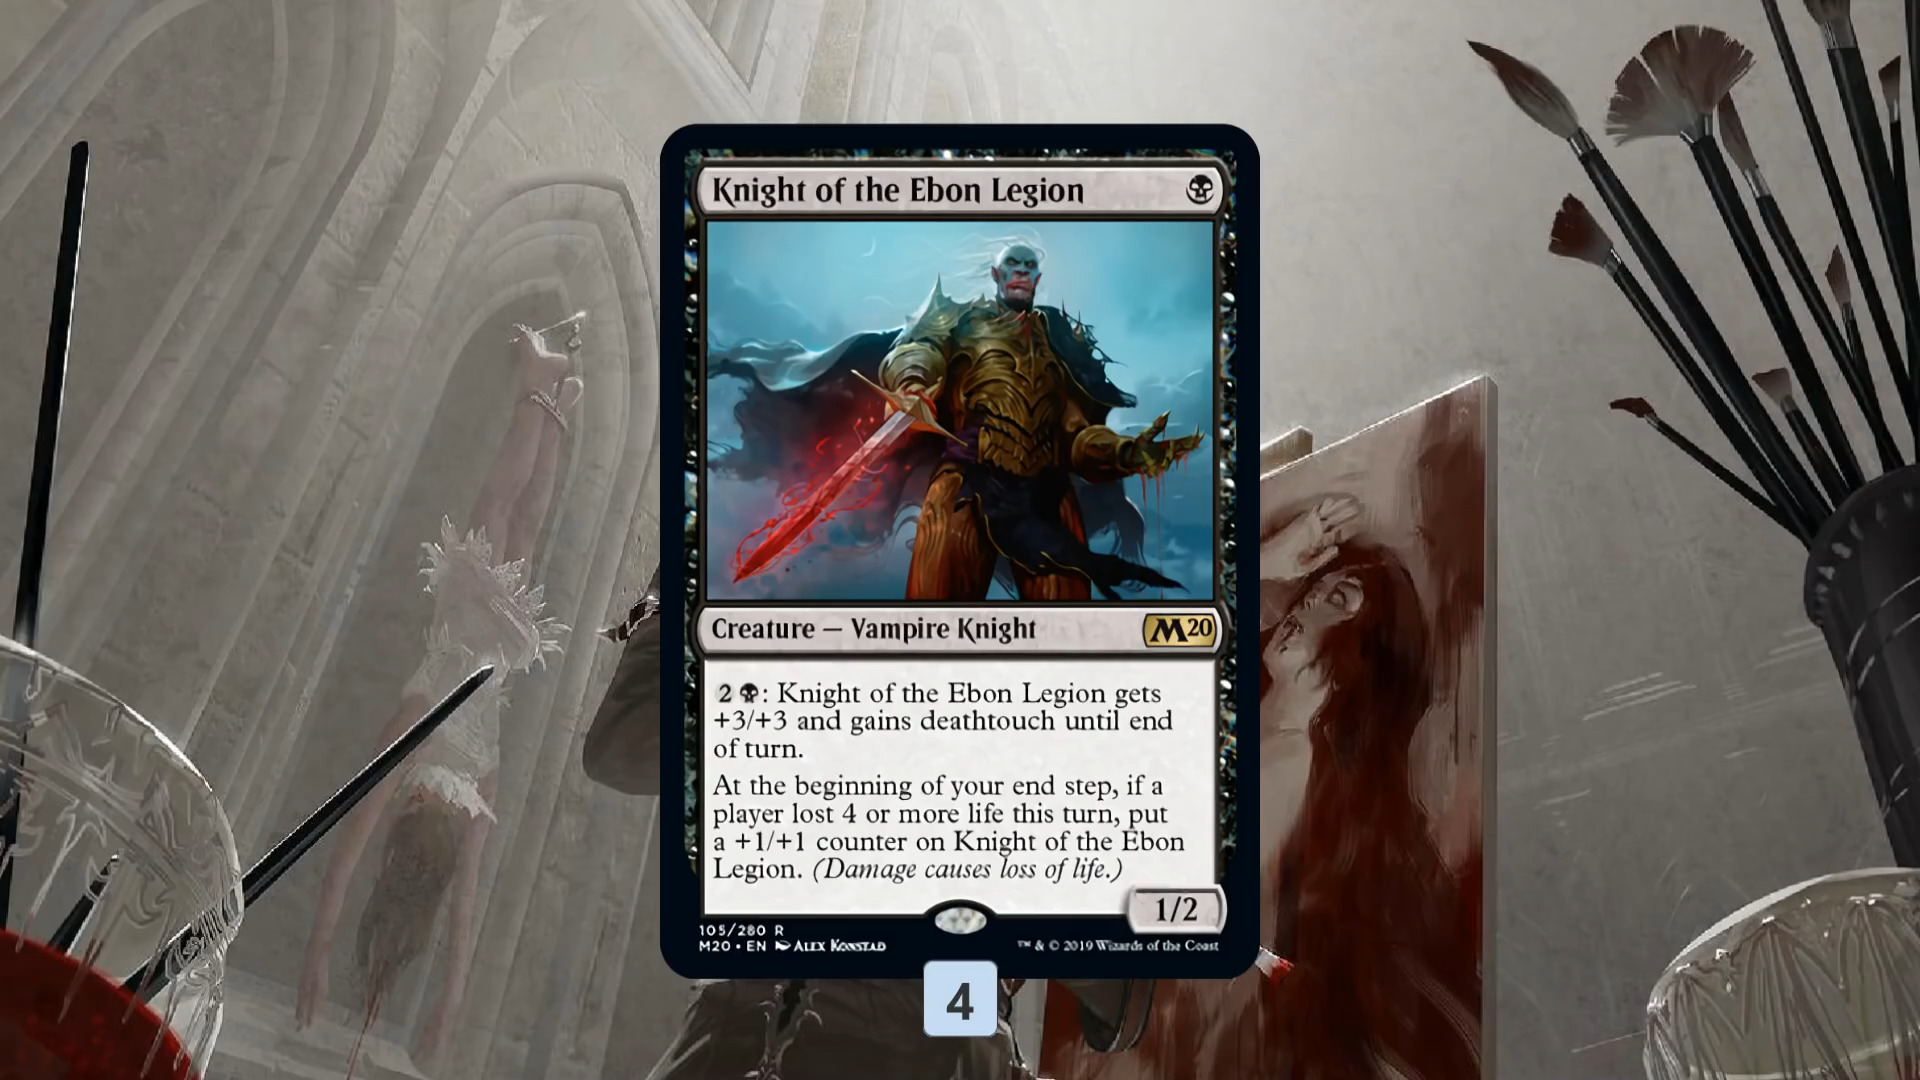 Knight of the Ebon Legion
Creature — Vampire Knight
M20
2 : Knight of the Ebon Legion gets
+3/+3 and gains deathtouch until end
of turn.
At the beginning of your end step, if a
player lost 4 or more life this turn, put
a +1/+1 counter on Knight of the Ebon
Legion. (Damage causes loss of life.)
1/2
105/280 R
M20 • EN Alex Konstad
™ & © 2019 Wizards of the Coast
4